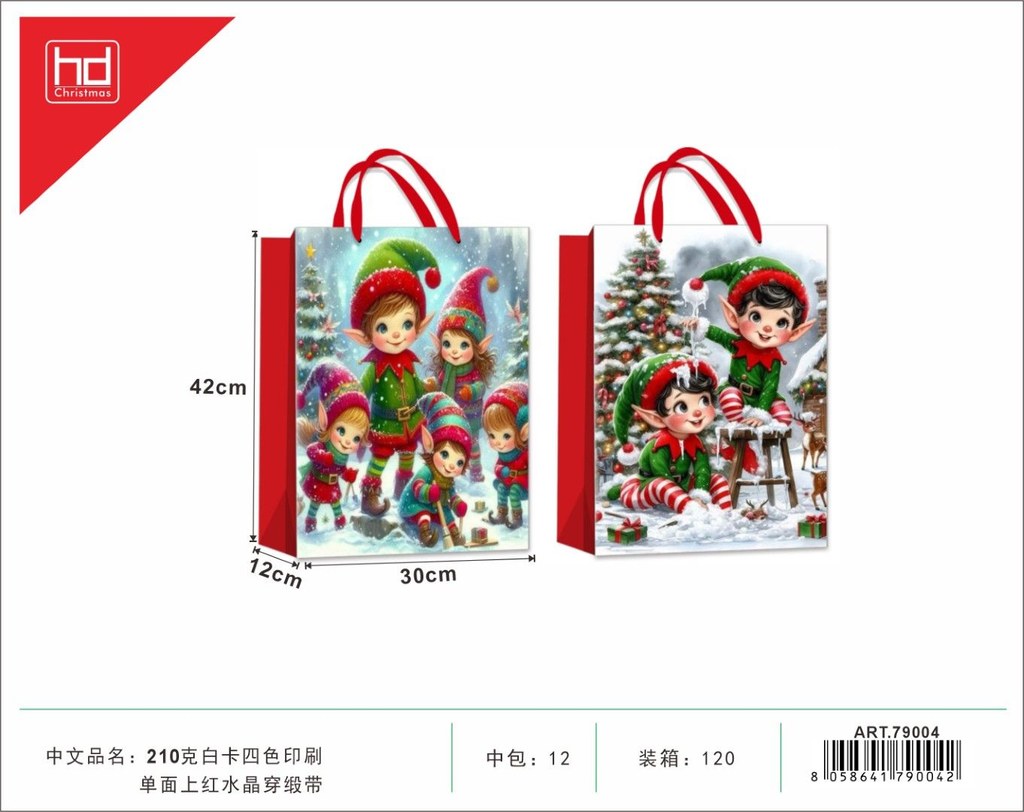 hd
Christmas
42cm
12cm
30cm
中文品名：210克白卡四色印刷
单面上红水晶穿缎带
中包：12
装箱：120
ART.79004
8 058641 790042